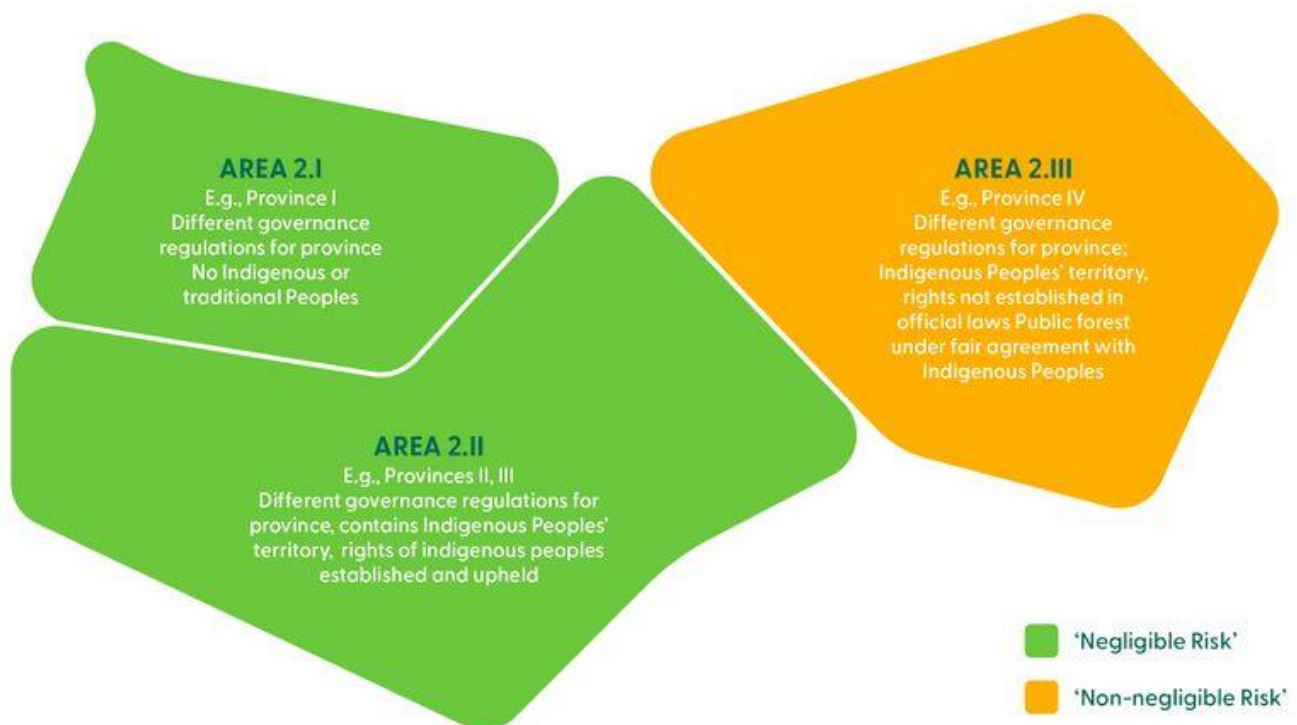 AREA 2.I
E.g., Province I
Different governance
regulations for province
No Indigenous or
traditional Peoples
AREA 2.III
E.g., Province IV
Different governance
regulations for province;
Indigenous Peoples’ territory,
rights not established in
official laws Public forest
under fair agreement with
Indigenous Peoples
AREA 2.II
E.g., Provinces II, III
Different governance regulations for
province, contains Indigenous Peoples’
territory, rights of indigenous peoples
established and upheld
‘Negligible Risk’
‘Non-negligible Risk’